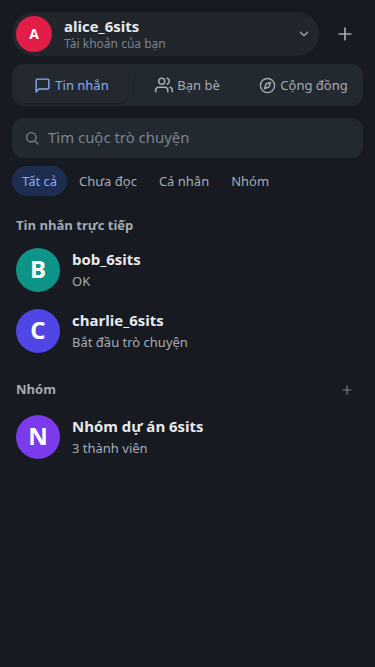 A
alice_6sits
Tài khoản của bạn
Tin nhắn
Bạn bè
Cộng đồng
Tìm cuộc trò chuyện
Tất cả
Chưa đọc
Cá nhân
Nhóm
Tin nhắn trực tiếp
B
bob_6sits
OK
C
charlie_6sits
Bắt đầu trò chuyện
Nhóm
N
Nhóm dự án 6sits
3 thành viên